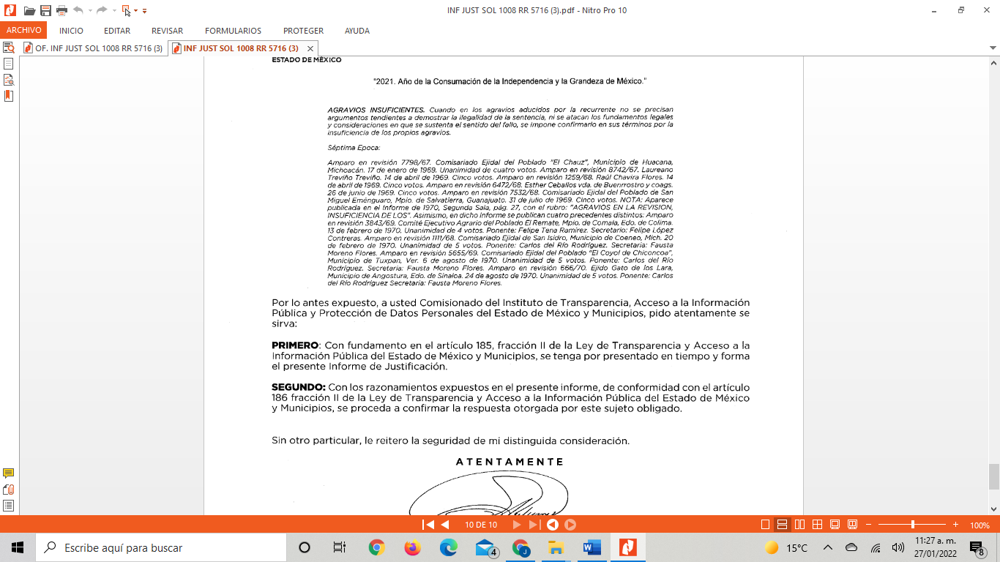 INF JUST SOL 1008 RR 5716 (3).pdf - Nitro Pro 10
ARCHIVO INICIO EDITAR REVISAR FORMULARIOS PROTEGER AYUDA
OF. INF JUST SOL 1008 RR 5716 (3) INF JUST SOL 1008 RR 5716 (3)
ESTADO DE MÉXICO
"2021. Año de la Consumación de la Independencia y la Grandeza de México."
AGRAVIOS INSUFICIENTES. Cuando en los agravios aducidos por la recurrente no se precisan
argumentos tendientes a demostrar la ilegalidad de la sentencia, ni se atacan los fundamentos legales
y consideraciones en que se sustenta el sentido del fallo, se impone confirmarlo en sus términos por la
insuficiencia de los propios agravios.
Séptima Epoca:
Amparo en revisión 7798/67. Comisariado Ejidal del Poblado "El Chauz", Municipio de Huacana,
Michoacán. 17 de enero de 1969. Unanimidad de cuatro votos. Amparo en revisión 8742/67. Laureano
Treviño Treviño. 14 de abril de 1969. Cinco votos. Amparo en revisión 1259/68. Raúl Chavira Flores. 14
de abril de 1969. Cinco votos. Amparo en revisión 6472/68. Esther Ceballos vda. de Buenrrostro y coags.
26 de junio de 1969. Cinco votos. Amparo en revisión 7532/68. Comisariado Ejidal del Poblado de San
Miguel Eménguaro, Mpio. de Salvatierra, Guanajuato. 31 de julio de 1969. Cinco votos. NOTA: Aparece
publicada en el Informe de 1970, Segunda Sala, pág. 27, con el rubro: "AGRAVIOS EN LA REVISION,
INSUFICIENCIA DE LOS". Asimismo, en dicho Informe se publican cuatro precedentes distintos: Amparo
en revisión 3843/69. Comité Ejecutivo Agrario del Poblado El Remate, Mpio. de Comala, Edo. de Colima.
13 de febrero de 1970. Unanimidad de 4 votos. Ponente: Felipe Tena Ramírez. Secretario: Felipe López
Contreras. Amparo en revisión 1111/68. Comisariado Ejidal de San Isidro, Municipio de Coeneo, Mich. 20
de febrero de 1970. Unanimidad de 5 votos. Ponente: Carlos del Río Rodríguez. Secretaria: Fausta
Moreno Flores. Amparo en revisión 5655/69. Comisariado Ejidal del Poblado "El Coyol de Chiconcoa",
Municipio de Tuxpan, Ver. 6 de agosto de 1970. Unanimidad de 5 votos. Ponente: Carlos del Río
Rodríguez. Secretaria: Fausta Moreno Flores. Amparo en revisión 666/70. Ejido Gato de los Lara,
Municipio de Angostura, Edo. de Sinaloa. 24 de agosto de 1970. Unanimidad de 5 votos. Ponente: Carlos
del Río Rodríguez Secretaria: Fausta Moreno Flores.
Por lo antes expuesto, a usted Comisionado del Instituto de Transparencia, Acceso a la Información
Pública y Protección de Datos Personales del Estado de México y Municipios, pido atentamente se
sirva:
PRIMERO: Con fundamento en el artículo 185, fracción II de la Ley de Transparencia y Acceso a la
Información Pública del Estado de México y Municipios, se tenga por presentado en tiempo y forma
el presente Informe de Justificación.
SEGUNDO: Con los razonamientos expuestos en el presente informe, de conformidad con el artículo
186 fracción II de la Ley de Transparencia y Acceso a la Información Pública del Estado de México
y Municipios, se proceda a confirmar la respuesta otorgada por este sujeto obligado.
Sin otro particular, le reitero la seguridad de mi distinguida consideración.
ATENTAMENTE
10 DE 10 100%
Escribe aquí para buscar 4 J 15°C 11:27 a. m.
27/01/2022 8